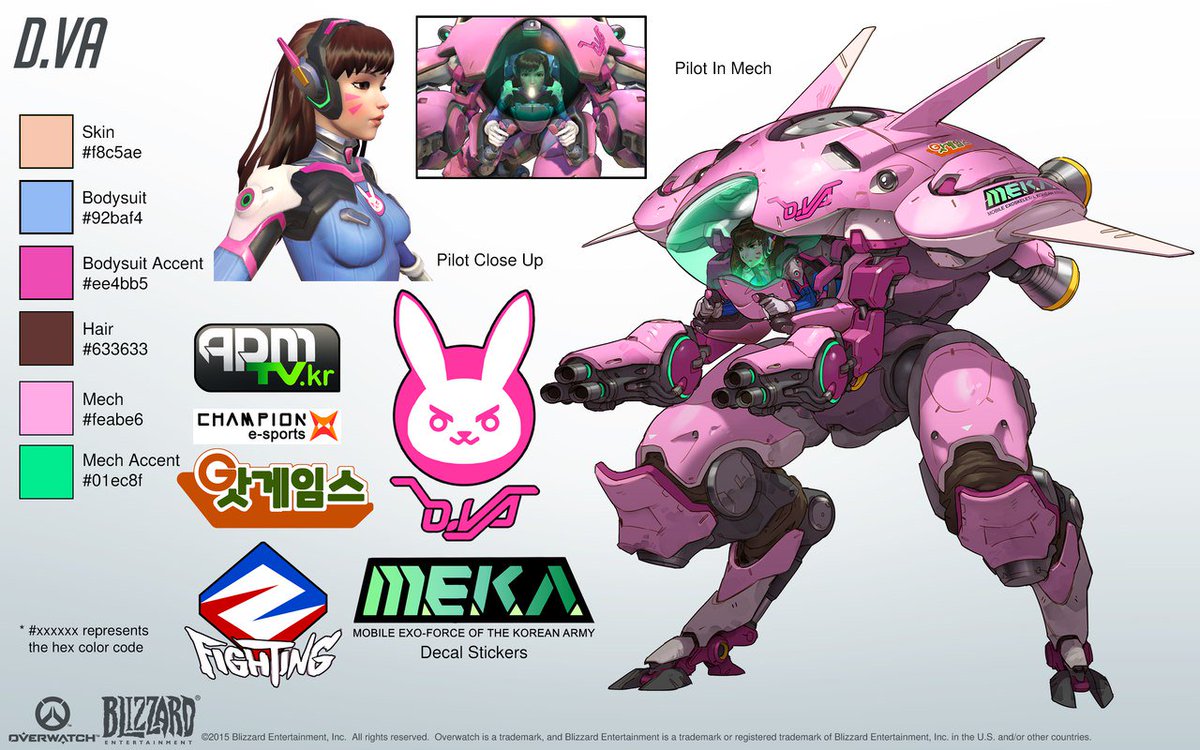 D.VA
Pilot In Mech
Skin
#f8c5ae
Bodysuit
#92baf4
Bodysuit Accent
#ee4bb5
Hair
#633633
Mech
#feabe6
Mech Accent
#01ec8f
Pilot Close Up
D.VA
MEKA
APM
TV.kr
CHAMPION
e-sports
갓게임스
D.VA
FIGHTING
M.E.K.A.
MOBILE EXO-FORCE OF THE KOREAN ARMY
Decal Stickers
* #xxxxxx represents
the hex color code
OVERWATCH™
BLIZZARD®
ENTERTAINMENT
©2015 Blizzard Entertainment, Inc. All rights reserved. Overwatch is a trademark, and Blizzard Entertainment is a trademark or registered trademark of Blizzard Entertainment, Inc. in the U.S. and/or other countries.